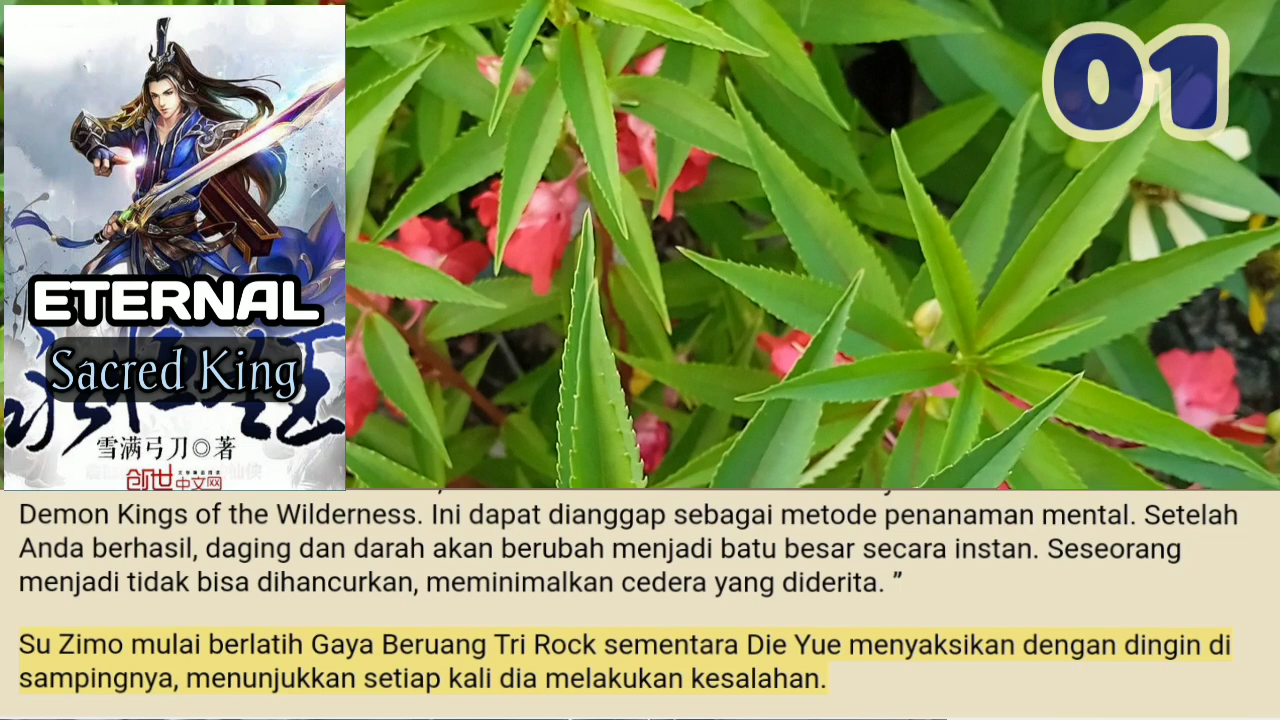 01
ETERNAL
Sacred King
雪满弓刀◎著
创世中文网
Demon Kings of the Wilderness. Ini dapat dianggap sebagai metode penanaman mental. Setelah
Anda berhasil, daging dan darah akan berubah menjadi batu besar secara instan. Seseorang
menjadi tidak bisa dihancurkan, meminimalkan cedera yang diderita. ”
Su Zimo mulai berlatih Gaya Beruang Tri Rock sementara Die Yue menyaksikan dengan dingin di
sampingnya, menunjukkan setiap kali dia melakukan kesalahan.